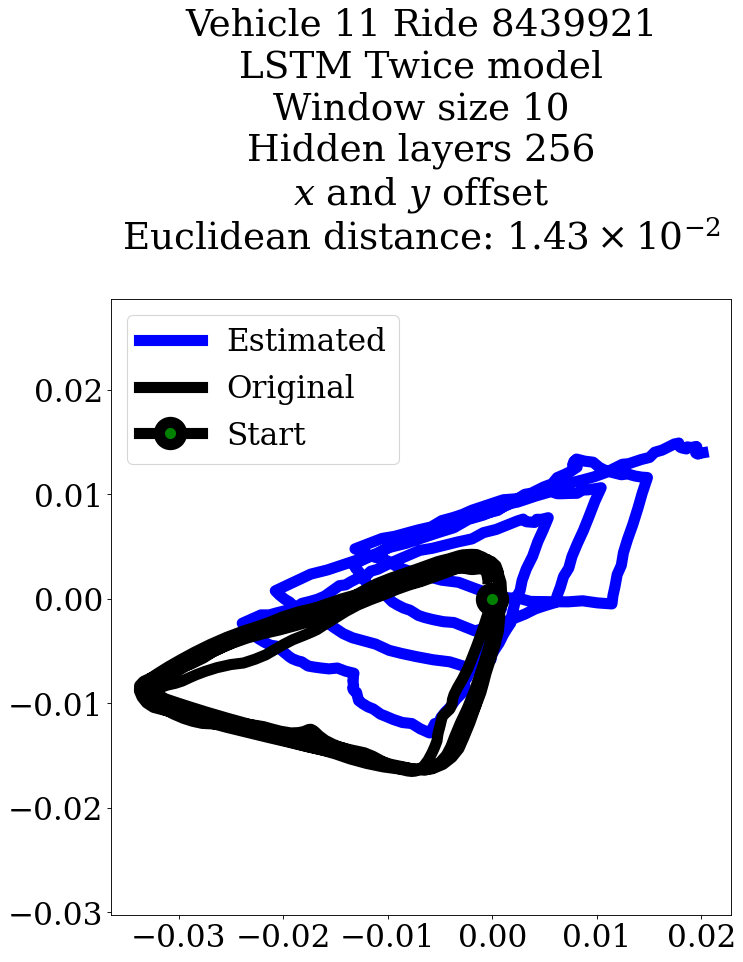 Vehicle 11 Ride 8439921
LSTM Twice model
Window size 10
Hidden layers 256
x and y offset
Euclidean distance: 1.43 × 10⁻²
Estimated
Original
Start
0.02
0.01
0.00
−0.01
−0.02
−0.03
−0.03 −0.02 −0.01 0.00 0.01 0.02